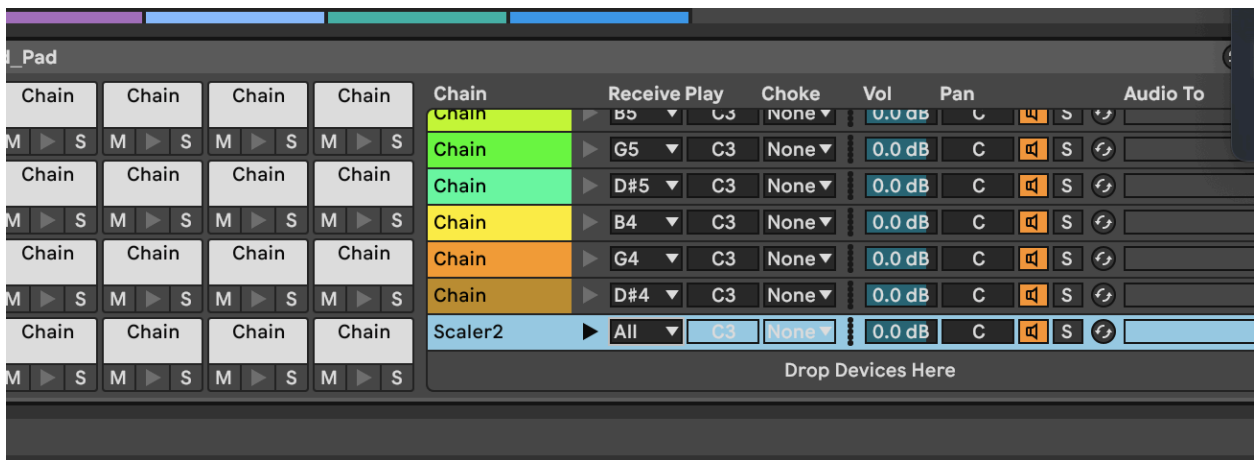 _Pad
Chain Chain Chain Chain
M S M S M S M S
Chain Chain Chain Chain
M S M S M S M S
Chain Chain Chain Chain
M S M S M S M S
Chain Chain Chain Chain
M S M S M S M S
Chain Receive Play Choke Vol Pan Audio To
Chain B5 C3 None 0.0 dB C S
Chain G5 C3 None 0.0 dB C S
Chain D#5 C3 None 0.0 dB C S
Chain B4 C3 None 0.0 dB C S
Chain G4 C3 None 0.0 dB C S
Chain D#4 C3 None 0.0 dB C S
Scaler2 All C3 None 0.0 dB C S
Drop Devices Here